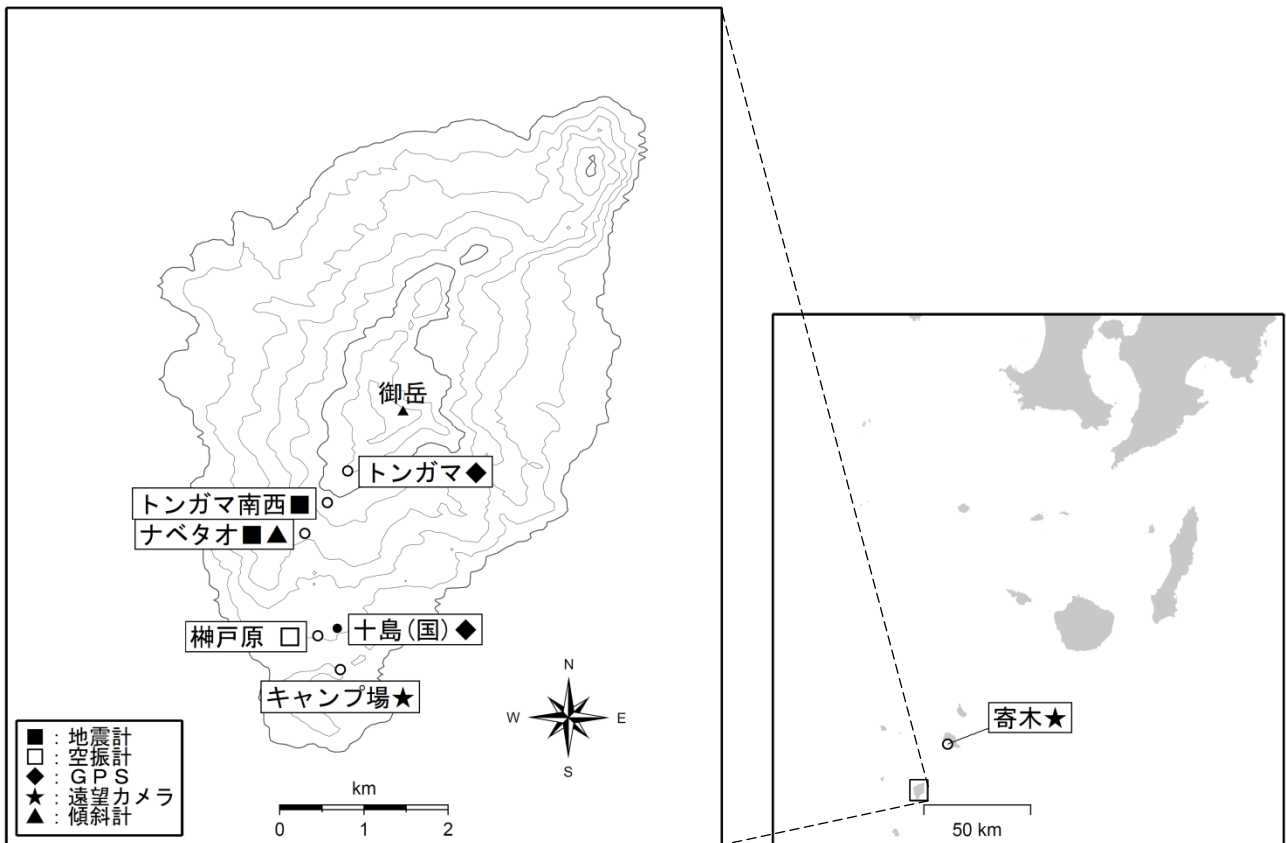 御岳
トンガマ◆
トンガマ南西■
ナベタオ■▲
榊戸原 □
十島(国)◆
キャンプ場★
N
W
E
S
■：地震計
□：空振計
◆：ＧＰＳ
★：遠望カメラ
▲：傾斜計
km
0 1 2
寄木★
50 km